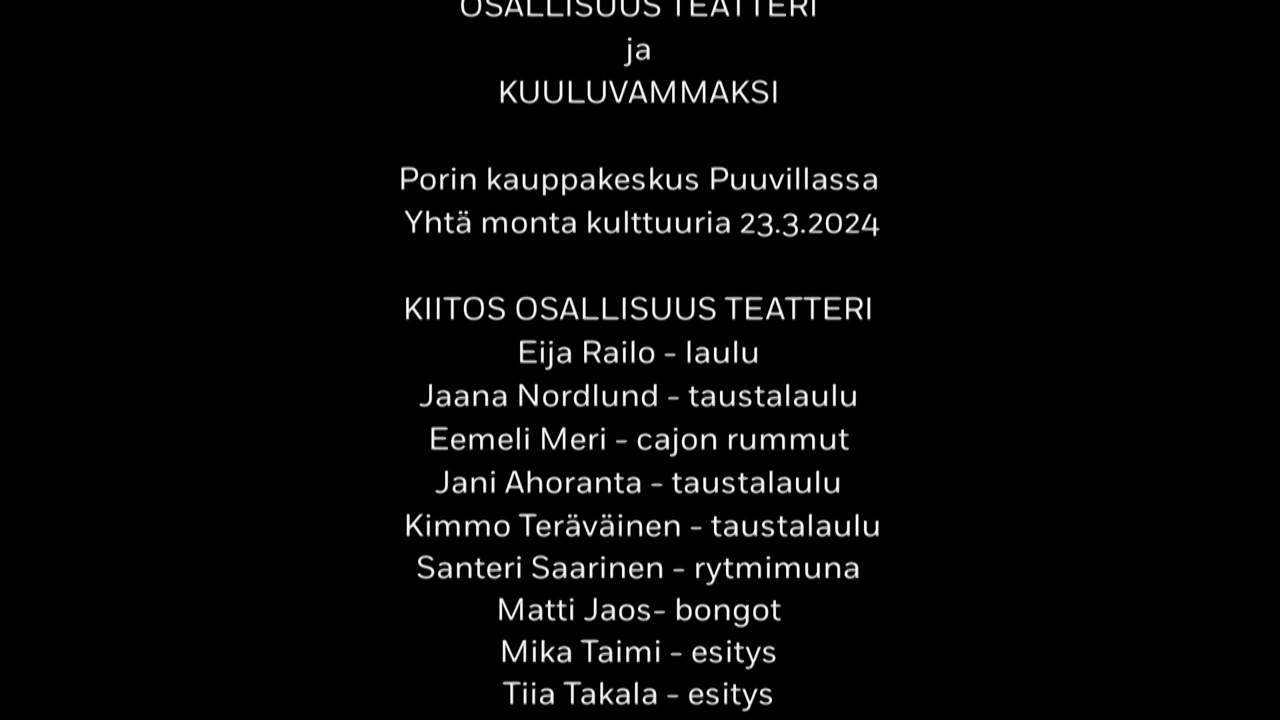 OSALLISUUS TEATTERI
ja
KUULUVAMMAKSI
Porin kauppakeskus Puuvillassa
Yhtä monta kulttuuria 23.3.2024
KIITOS OSALLISUUS TEATTERI
Eija Railo - laulu
Jaana Nordlund - taustalaulu
Eemeli Meri - cajon rummut
Jani Ahoranta - taustalaulu
Kimmo Teräväinen - taustalaulu
Santeri Saarinen - rytmimuna
Matti Jaos- bongot
Mika Taimi - esitys
Tiia Takala - esitys